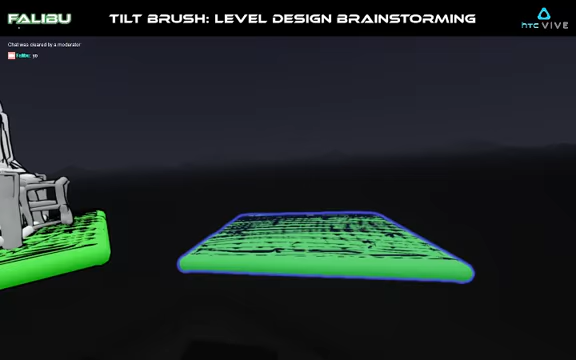 FALIBU
TILT BRUSH: LEVEL DESIGN BRAINSTORMING
htc VIVE
Chat was cleared by a moderator
Falibu: yo